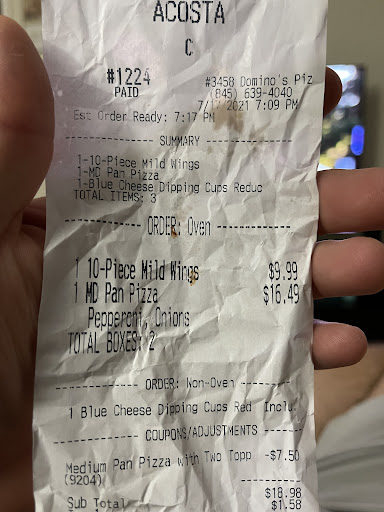 ACOSTA
C
#1224
PAID
#3458 Domino's Piz
(845) 639-4040
7/17 2021 7:09 PM
Est Order Ready: 7:17 PM
SUMMARY
1-10-Piece Mild Wings
1-MD Pan Pizza
1-Blue Cheese Dipping Cups Reduc
TOTAL ITEMS: 3
ORDER: Oven
1 10-Piece Mild Wings $9.99
1 MD Pan Pizza $16.49
Pepperoni, Onions
TOTAL BOXES: 2
ORDER: Non-Oven
1 Blue Cheese Dipping Cups Red Inclu.
COUPONS/ADJUSTMENTS
Medium Pan Pizza with Two Topp -$7.50
(9204)
Sub Total $18.98
$1.58